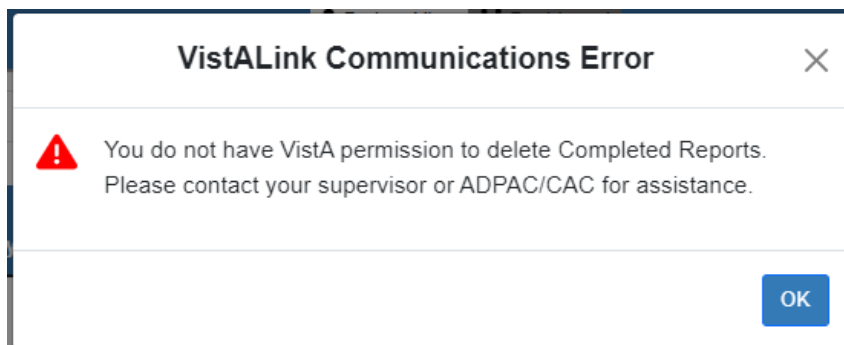 VistALink Communications Error
You do not have VistA permission to delete Completed Reports.
Please contact your supervisor or ADPAC/CAC for assistance.
OK